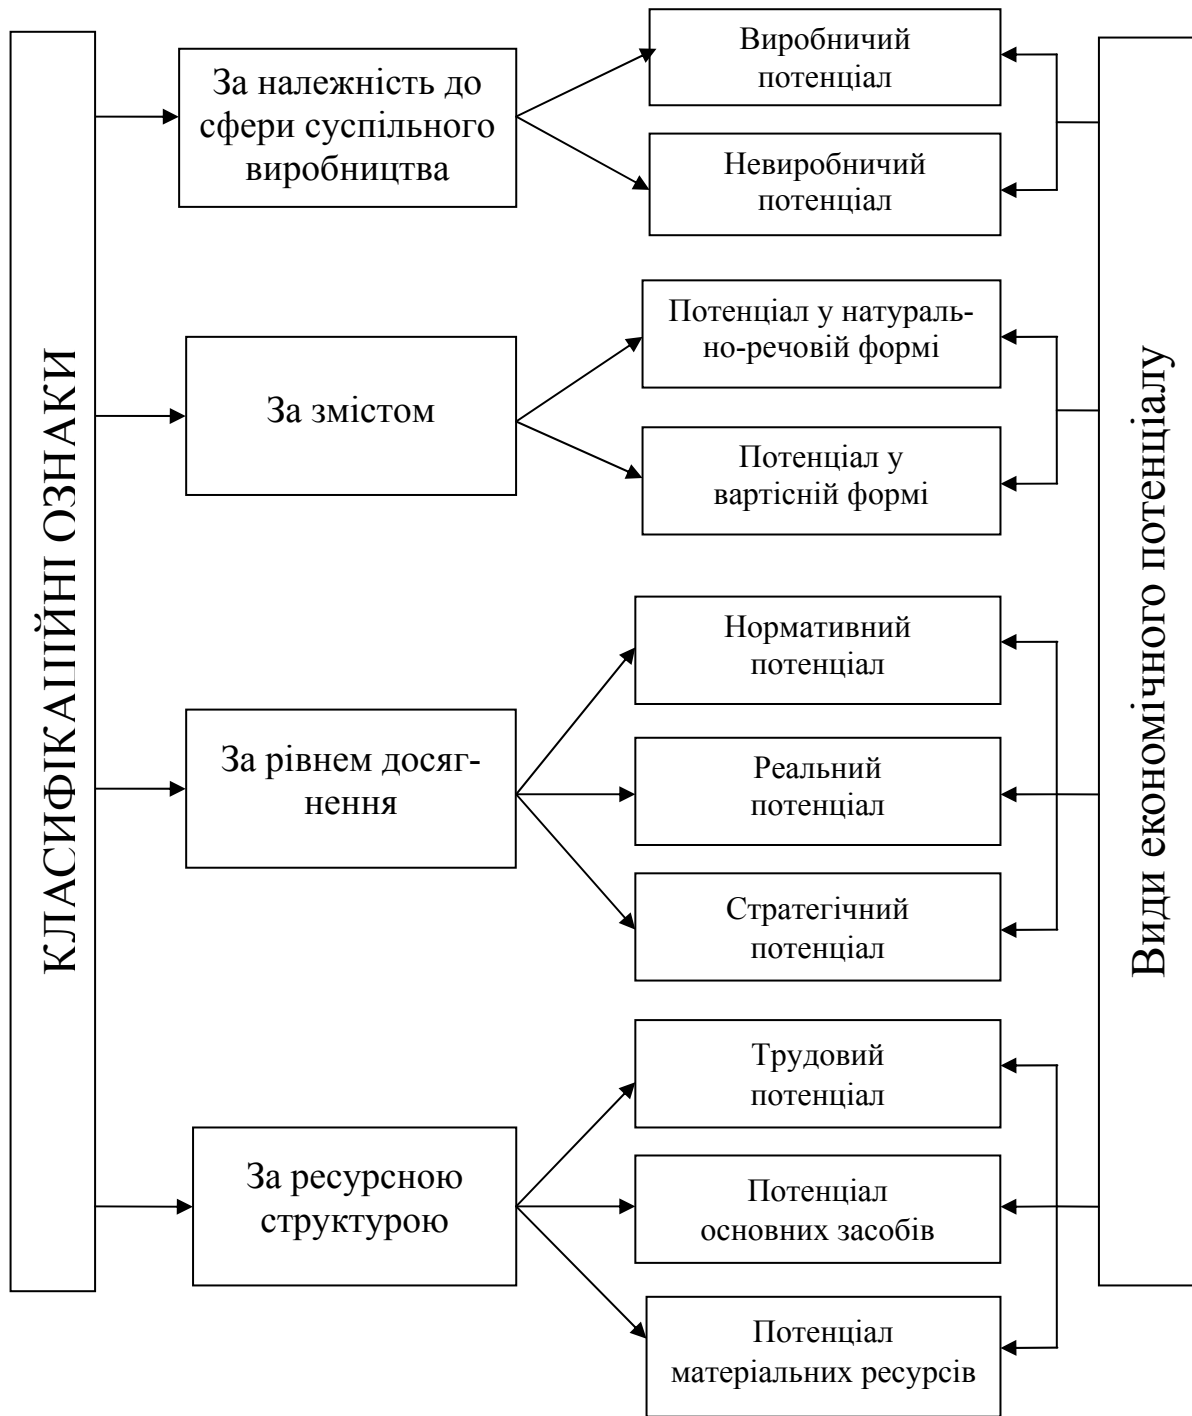 КЛАСИФІКАЦІЙНІ ОЗНАКИ
За належність до
сфери суспільного
виробництва
Виробничий
потенціал
Невиробничий
потенціал
За змістом
Потенціал у натураль-
но-речовій формі
Потенціал у
вартісній формі
За рівнем досяг-
нення
Нормативний
потенціал
Реальний
потенціал
Стратегічний
потенціал
За ресурсною
структурою
Трудовий
потенціал
Потенціал
основних засобів
Потенціал
матеріальних ресурсів
Види економічного потенціалу